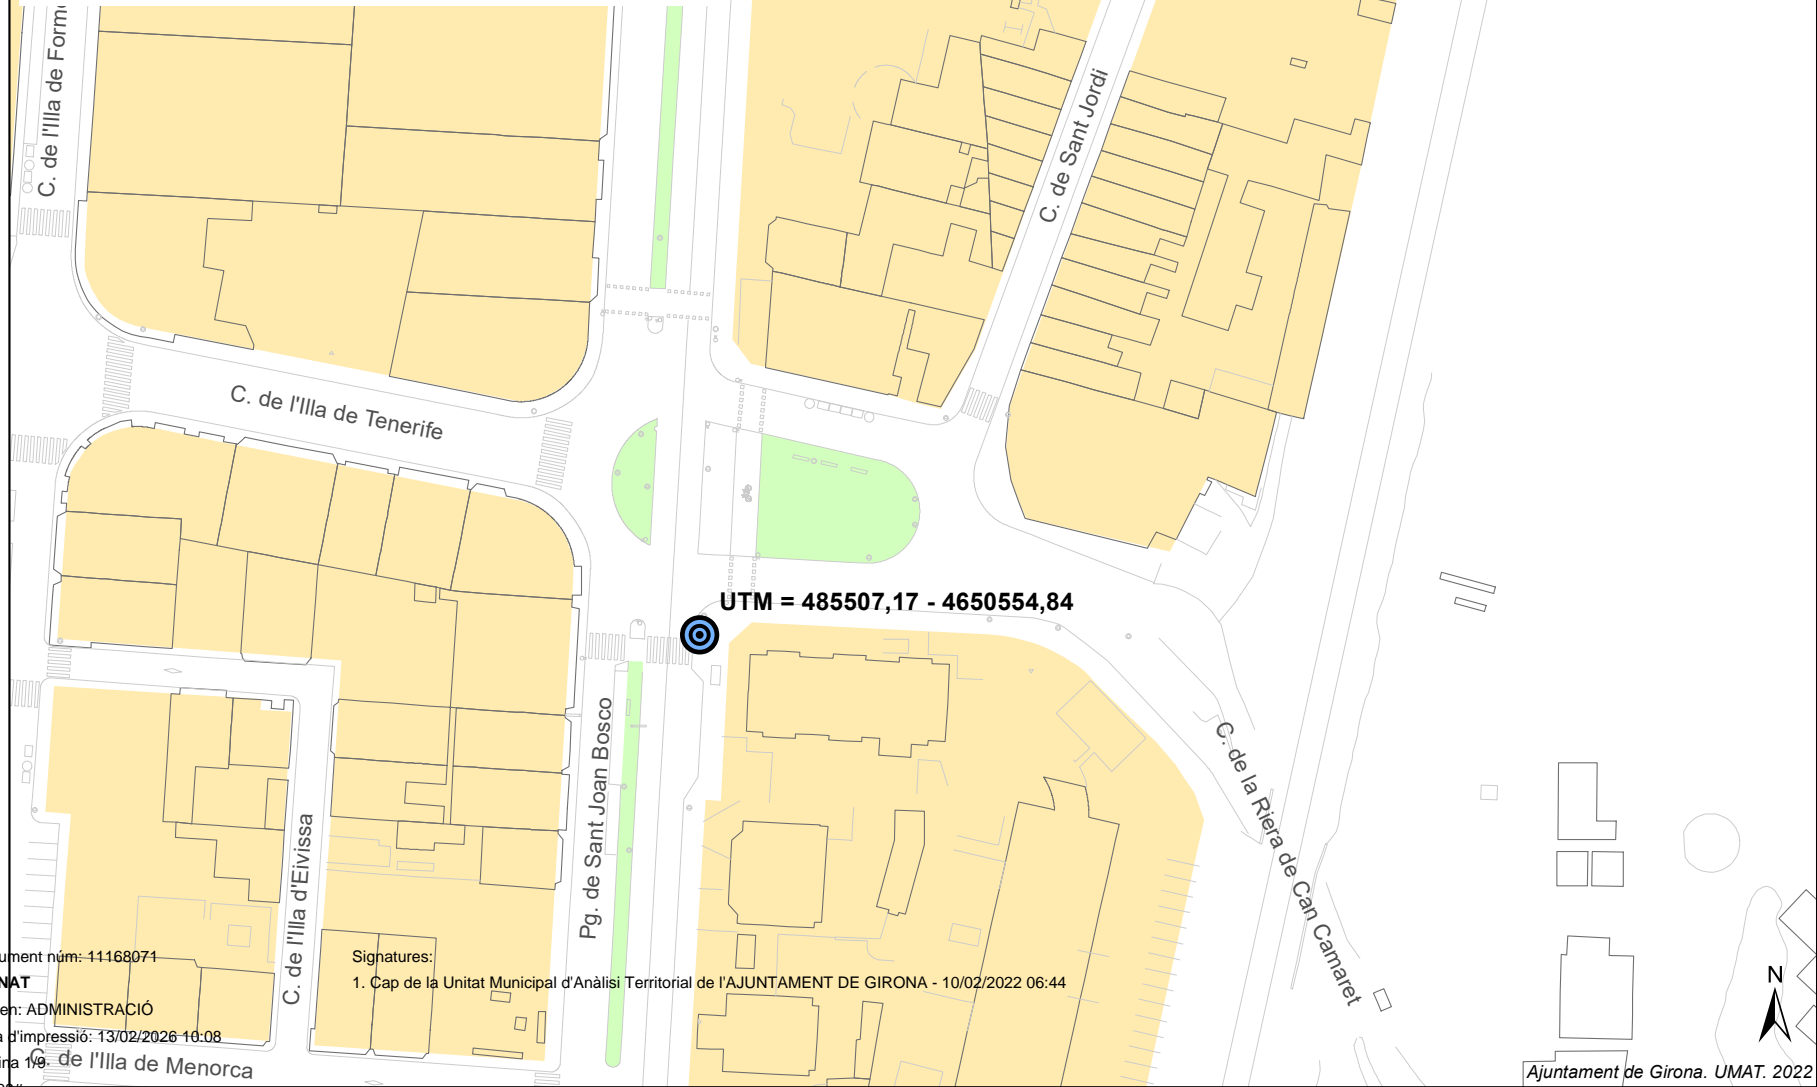 C. de l'Illa de Form
C. de Sant Jordi
C. de l'Illa de Tenerife
UTM = 485507,17 - 4650554,84
Pg. de Sant Joan Bosco
C. de la Riera de Can Camaret
C. de l'Illa d'Eivissa
ument núm: 11168071
NAT
en: ADMINISTRACIÓ
a d'impressió: 13/02/2026 10:08
ina 1/9
Signatures:
1. Cap de la Unitat Municipal d'Anàlisi Territorial de l'AJUNTAMENT DE GIRONA - 10/02/2022 06:44
C. de l'Illa de Menorca
N
Ajuntament de Girona. UMAT. 2022